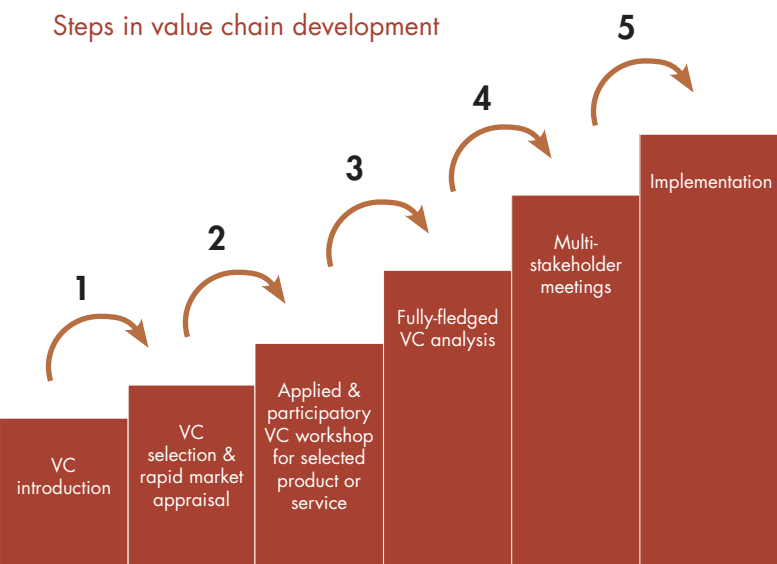 Steps in value chain development
1
2
3
4
5
VC
introduction
VC
selection &
rapid market
appraisal
Applied &
participatory
VC workshop
for selected
product or
service
Fully-fledged
VC analysis
Multi-
stakeholder
meetings
Implementation